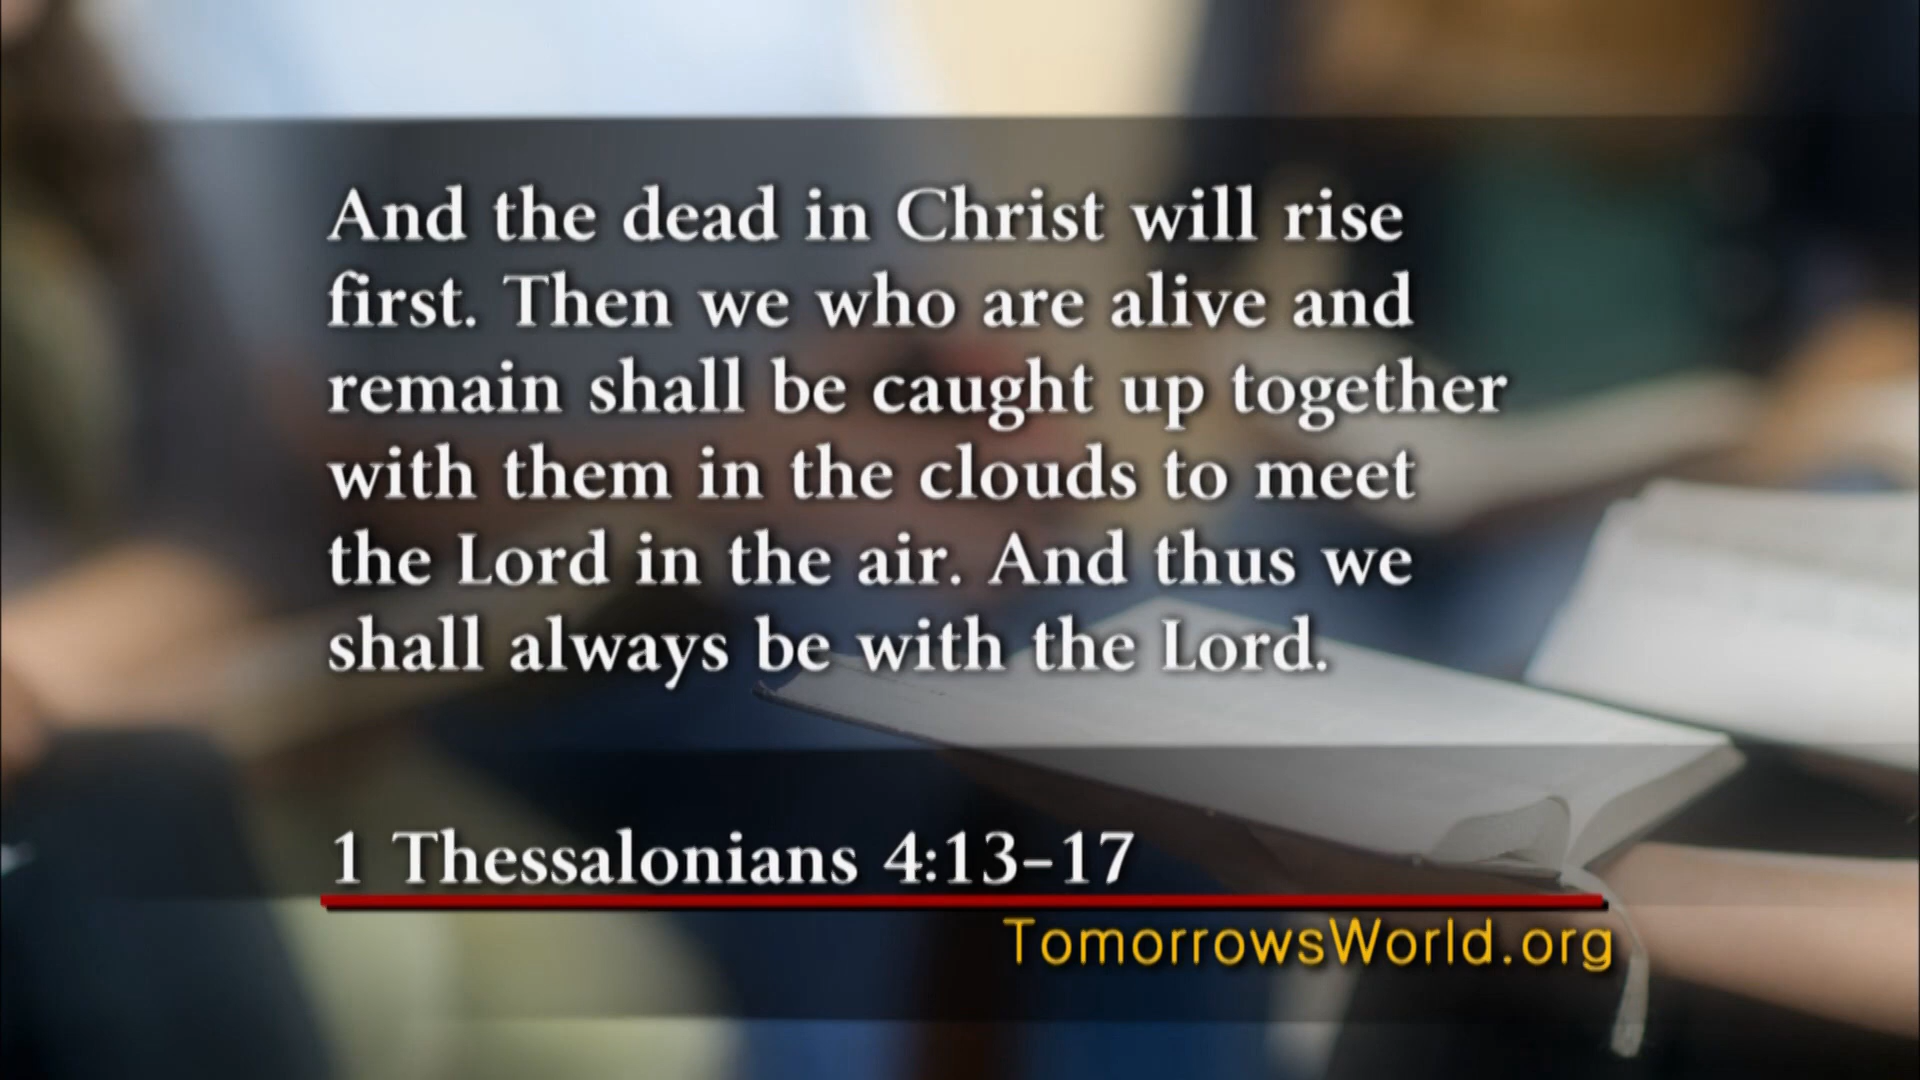 And the dead in Christ will rise
first. Then we who are alive and
remain shall be caught up together
with them in the clouds to meet
the Lord in the air. And thus we
shall always be with the Lord.
1 Thessalonians 4:13–17
TomorrowsWorld.org